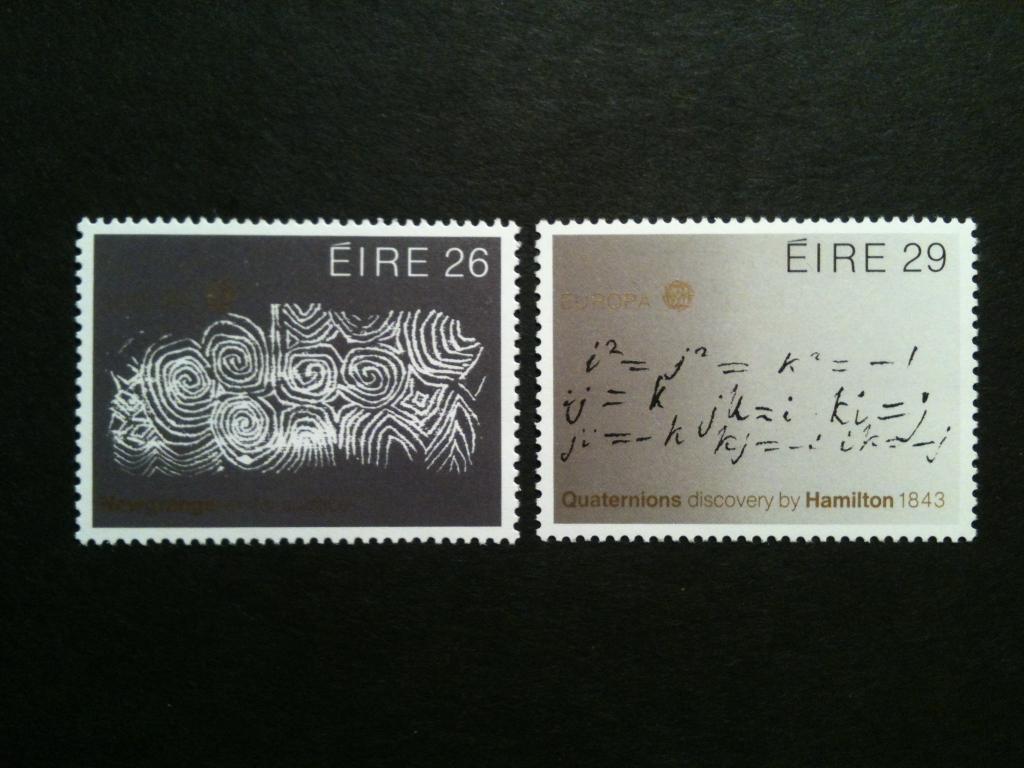 ÉIRE 26
Newgrange
ÉIRE 29
EUROPA
i² = j² = k² = -1
ij = k jk = i ki = j
ji = -k kj = -i ik = -j
Quaternions discovery by Hamilton 1843